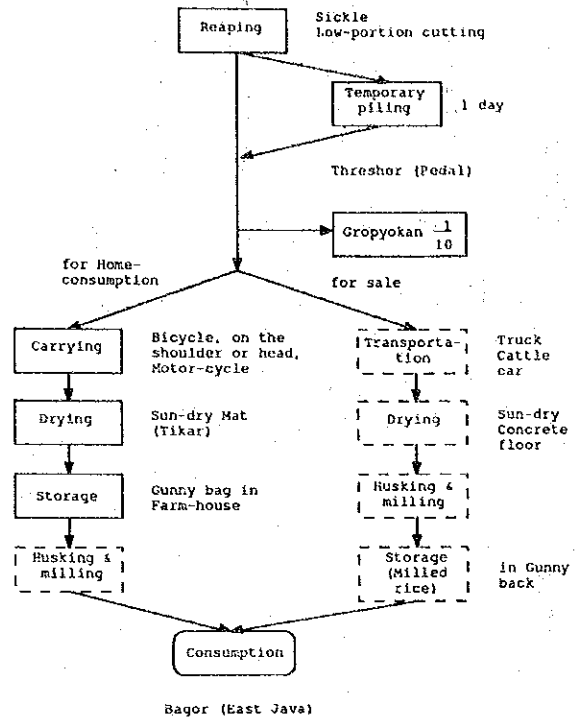 Reaping
Sickle
Low-portion cutting
Temporary
piling
1 day
Thresher (Pedal)
Gropyokan 1/10
for Home-
consumption
for sale
Carrying
Bicycle, on the
shoulder or head,
Motor-cycle
Transporta-
tion
Truck
Cattle
car
Drying
Sun-dry Mat
(Tikar)
Drying
Sun-dry
Concrete
floor
Storage
Gunny bag in
Farm-house
Husking &
milling
Husking &
milling
Storage
(Milled
rice)
in Gunny
back
Consumption
Bagor (East Java)